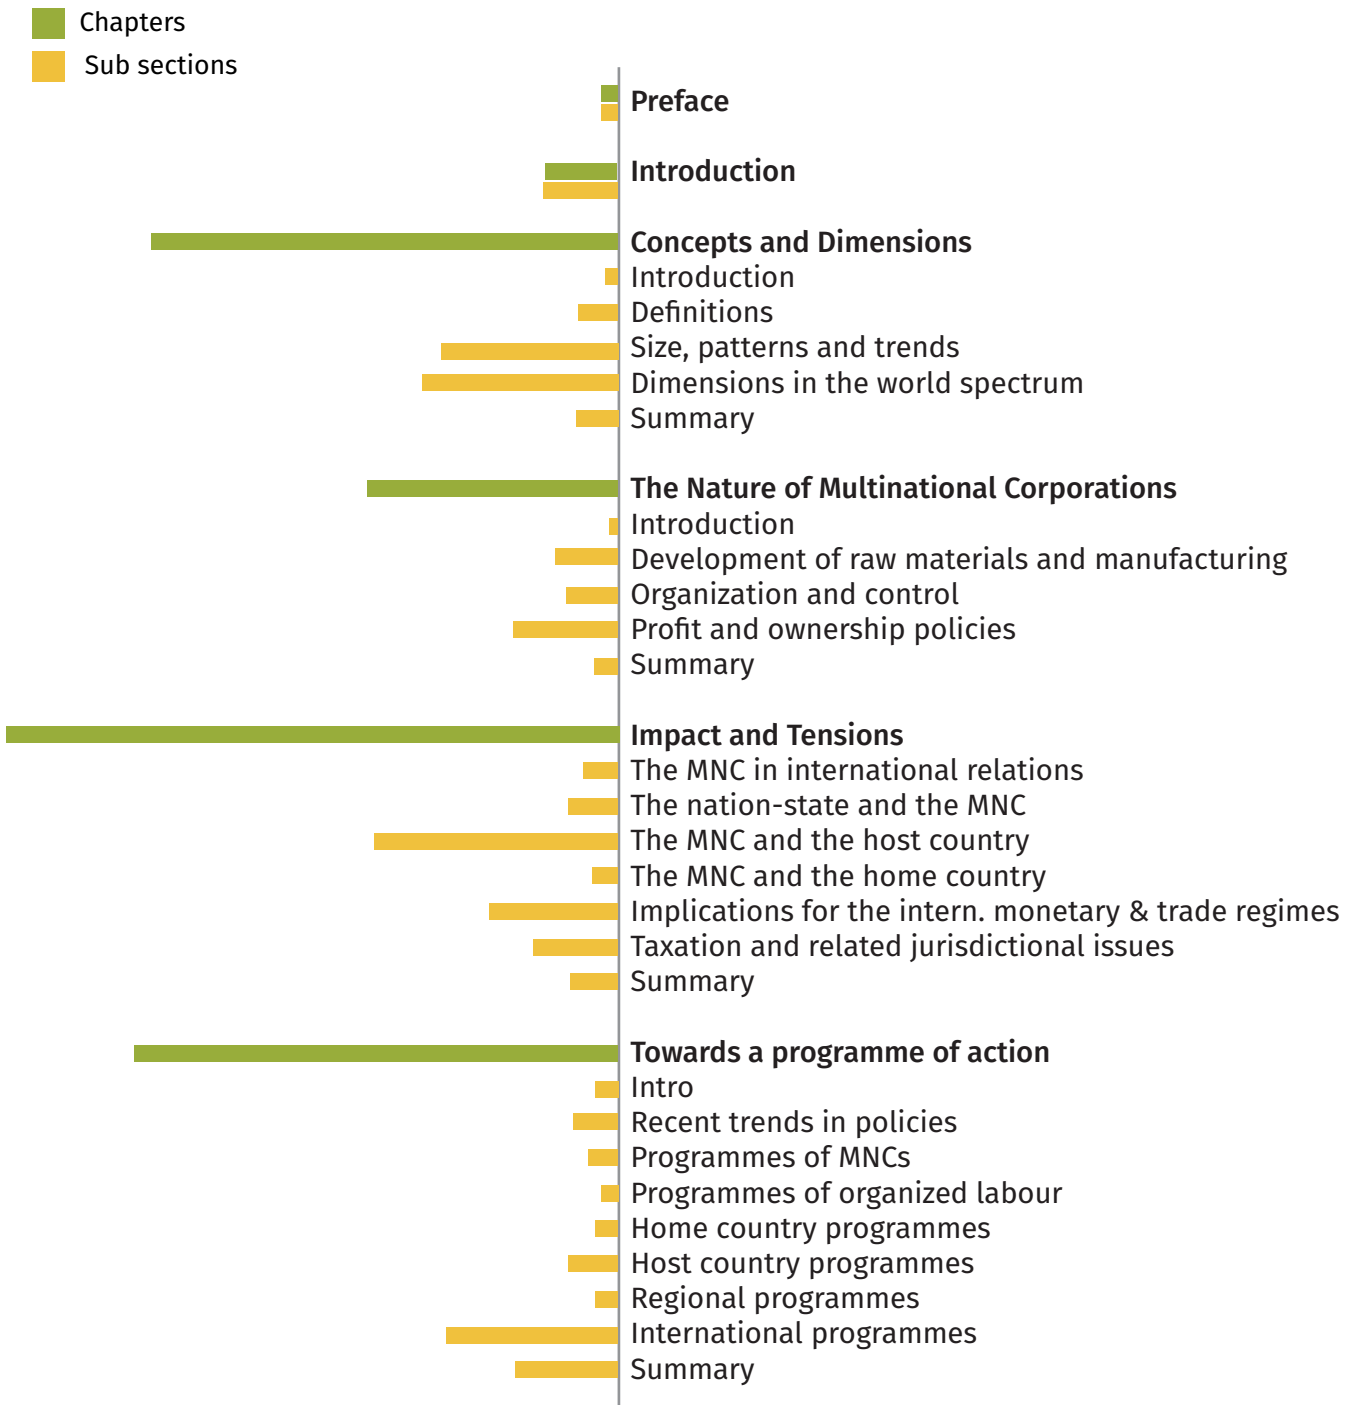 Chapters
Sub sections
Preface
Introduction
Concepts and Dimensions
Introduction
Definitions
Size, patterns and trends
Dimensions in the world spectrum
Summary
The Nature of Multinational Corporations
Introduction
Development of raw materials and manufacturing
Organization and control
Profit and ownership policies
Summary
Impact and Tensions
The MNC in international relations
The nation-state and the MNC
The MNC and the host country
The MNC and the home country
Implications for the intern. monetary & trade regimes
Taxation and related jurisdictional issues
Summary
Towards a programme of action
Intro
Recent trends in policies
Programmes of MNCs
Programmes of organized labour
Home country programmes
Host country programmes
Regional programmes
International programmes
Summary